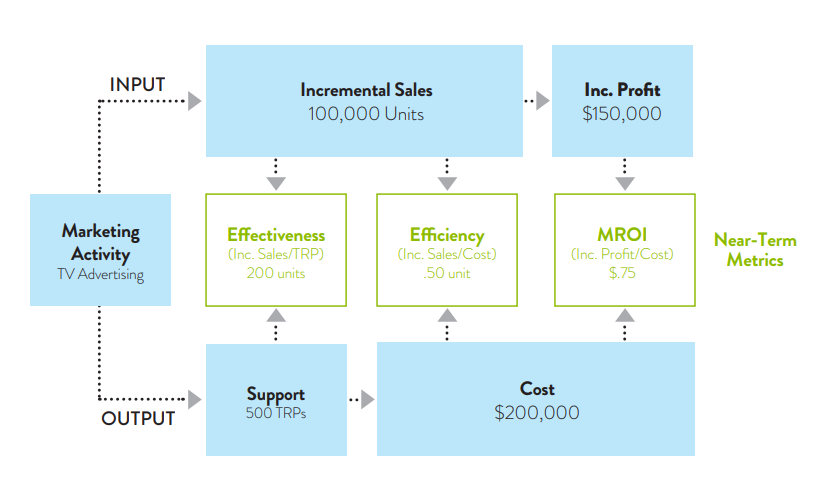 INPUT
Incremental Sales
100,000 Units
Inc. Profit
$150,000
Marketing
Activity
TV Advertising
Effectiveness
(Inc. Sales/TRP)
200 units
Efficiency
(Inc. Sales/Cost)
.50 unit
MROI
(Inc. Profit/Cost)
$.75
Near-Term
Metrics
OUTPUT
Support
500 TRPs
Cost
$200,000